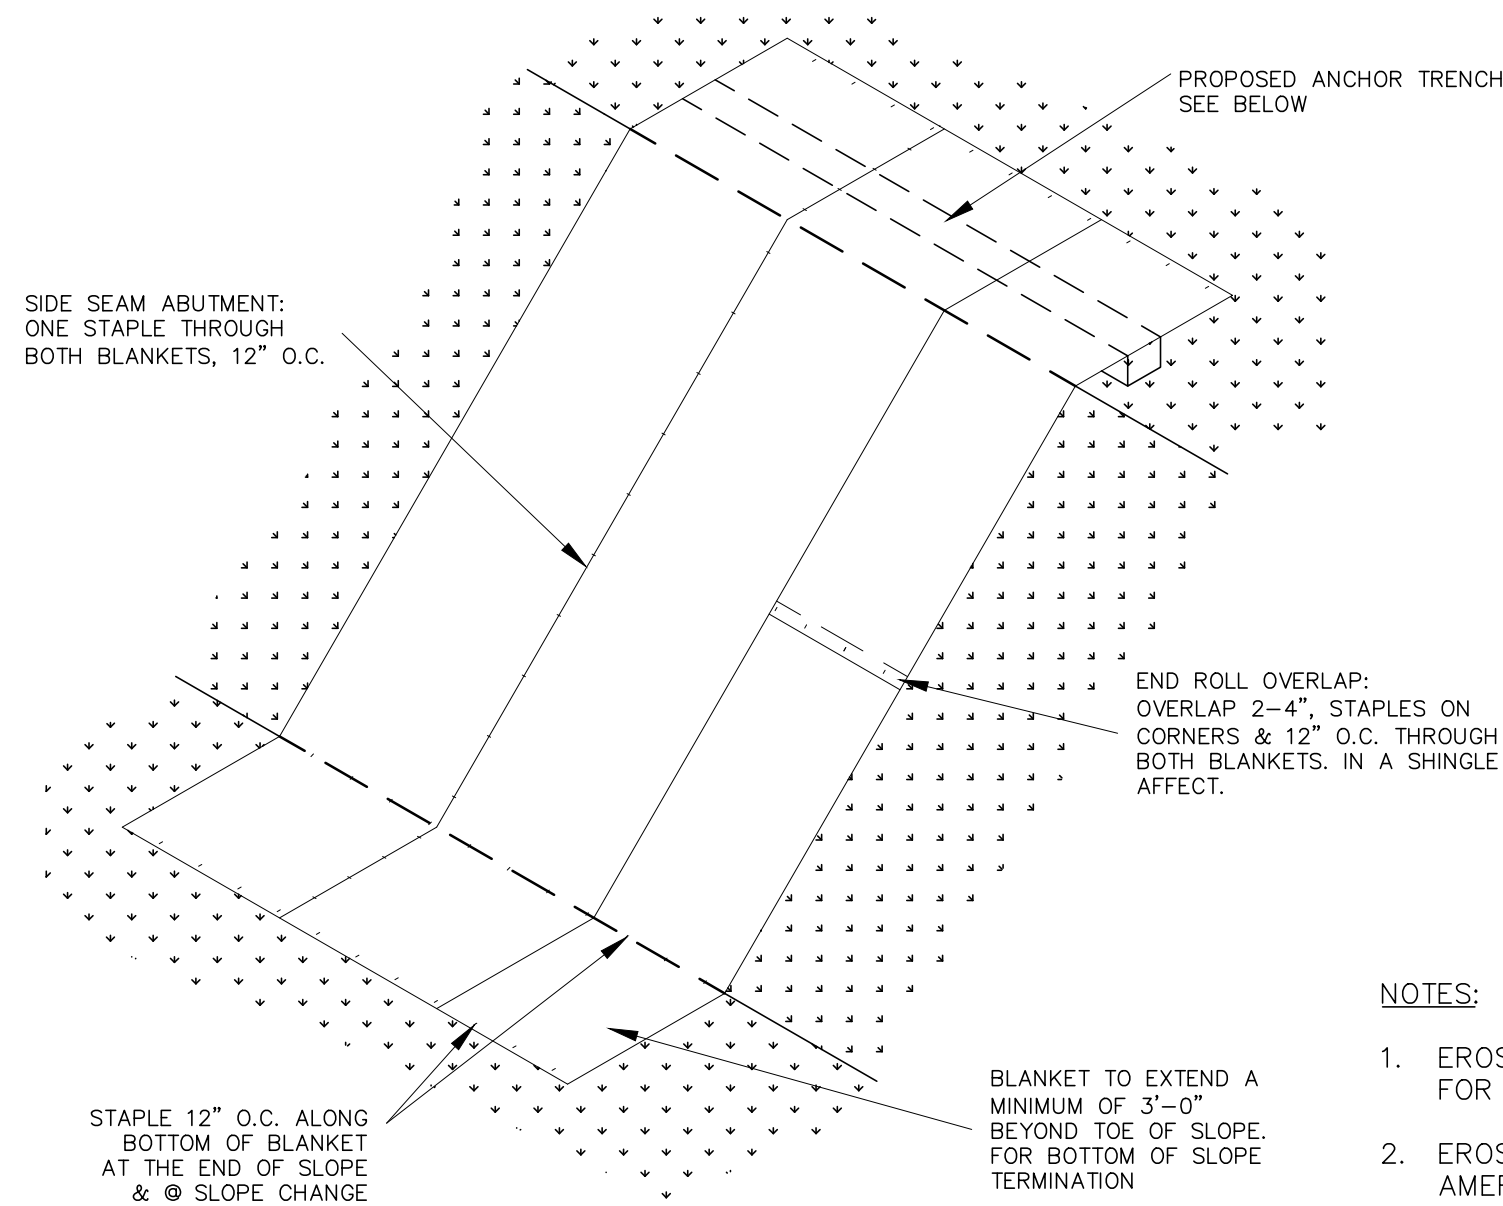 PROPOSED ANCHOR TRENCH
SEE BELOW
SIDE SEAM ABUTMENT:
ONE STAPLE THROUGH
BOTH BLANKETS, 12" O.C.
END ROLL OVERLAP:
OVERLAP 2–4", STAPLES ON
CORNERS & 12" O.C. THROUGH
BOTH BLANKETS. IN A SHINGLE
AFFECT.
STAPLE 12" O.C. ALONG
BOTTOM OF BLANKET
AT THE END OF SLOPE
& @ SLOPE CHANGE
BLANKET TO EXTEND A
MINIMUM OF 3'–0"
BEYOND TOE OF SLOPE.
FOR BOTTOM OF SLOPE
TERMINATION
NOTES:
1. EROS
FOR
2. EROS